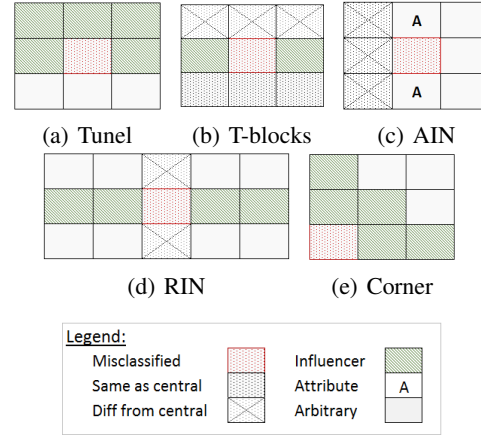 A
A
(a) Tunel
(b) T-blocks
(c) AIN
(d) RIN
(e) Corner
Legend:
Misclassified
Influencer
Same as central
Attribute
A
Diff from central
Arbitrary